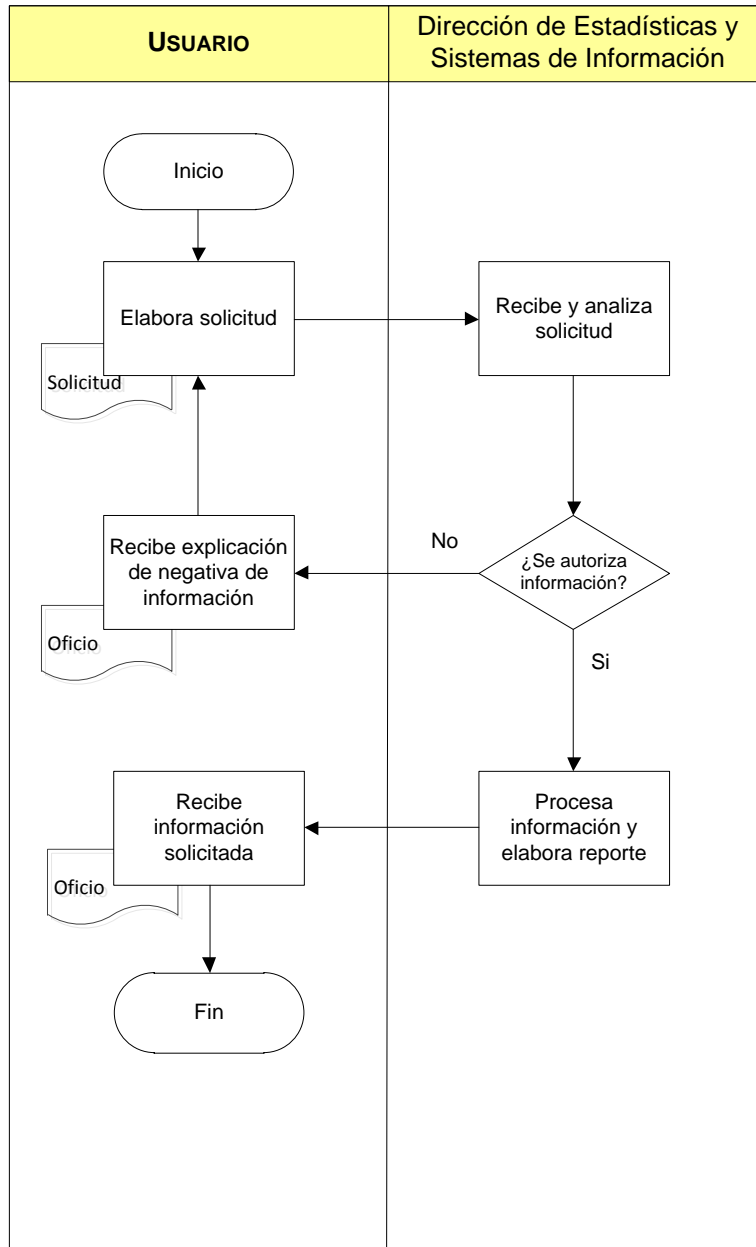 USUARIO
Dirección de Estadísticas y
Sistemas de Información
Inicio
Elabora solicitud
Solicitud
Recibe y analiza
solicitud
¿Se autoriza
información?
No
Recibe explicación
de negativa de
información
Oficio
Si
Procesa
información y
elabora reporte
Recibe
información
solicitada
Oficio
Fin